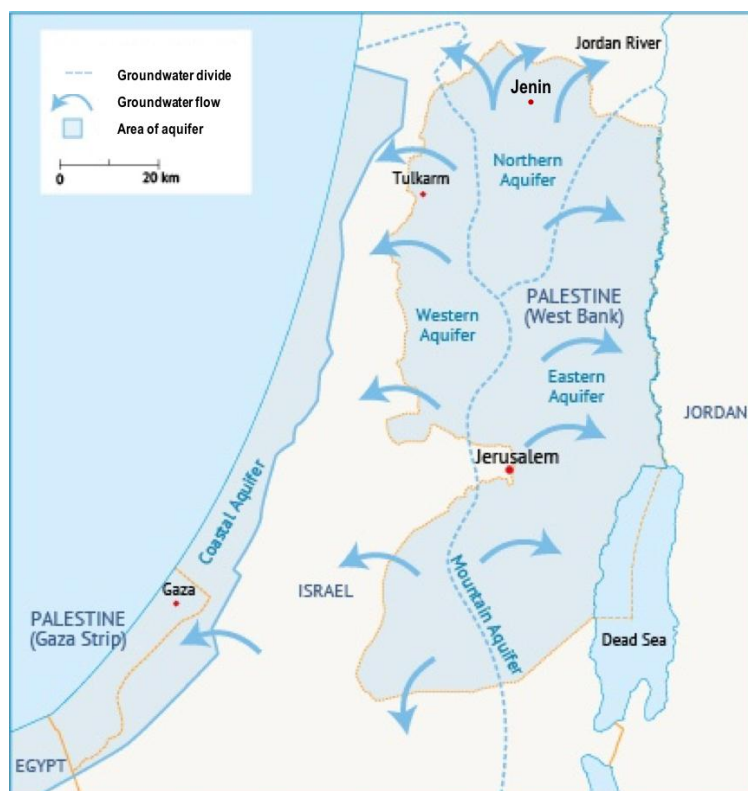 Groundwater divide
Groundwater flow
Area of aquifer
0 20 km
Jordan River
Jenin
Northern
Aquifer
Tulkarm
Western
Aquifer
PALESTINE
(West Bank)
Eastern
Aquifer
JORDAN
Jerusalem
Coastal Aquifer
Mountain Aquifer
Gaza
ISRAEL
PALESTINE
(Gaza Strip)
Dead Sea
EGYPT